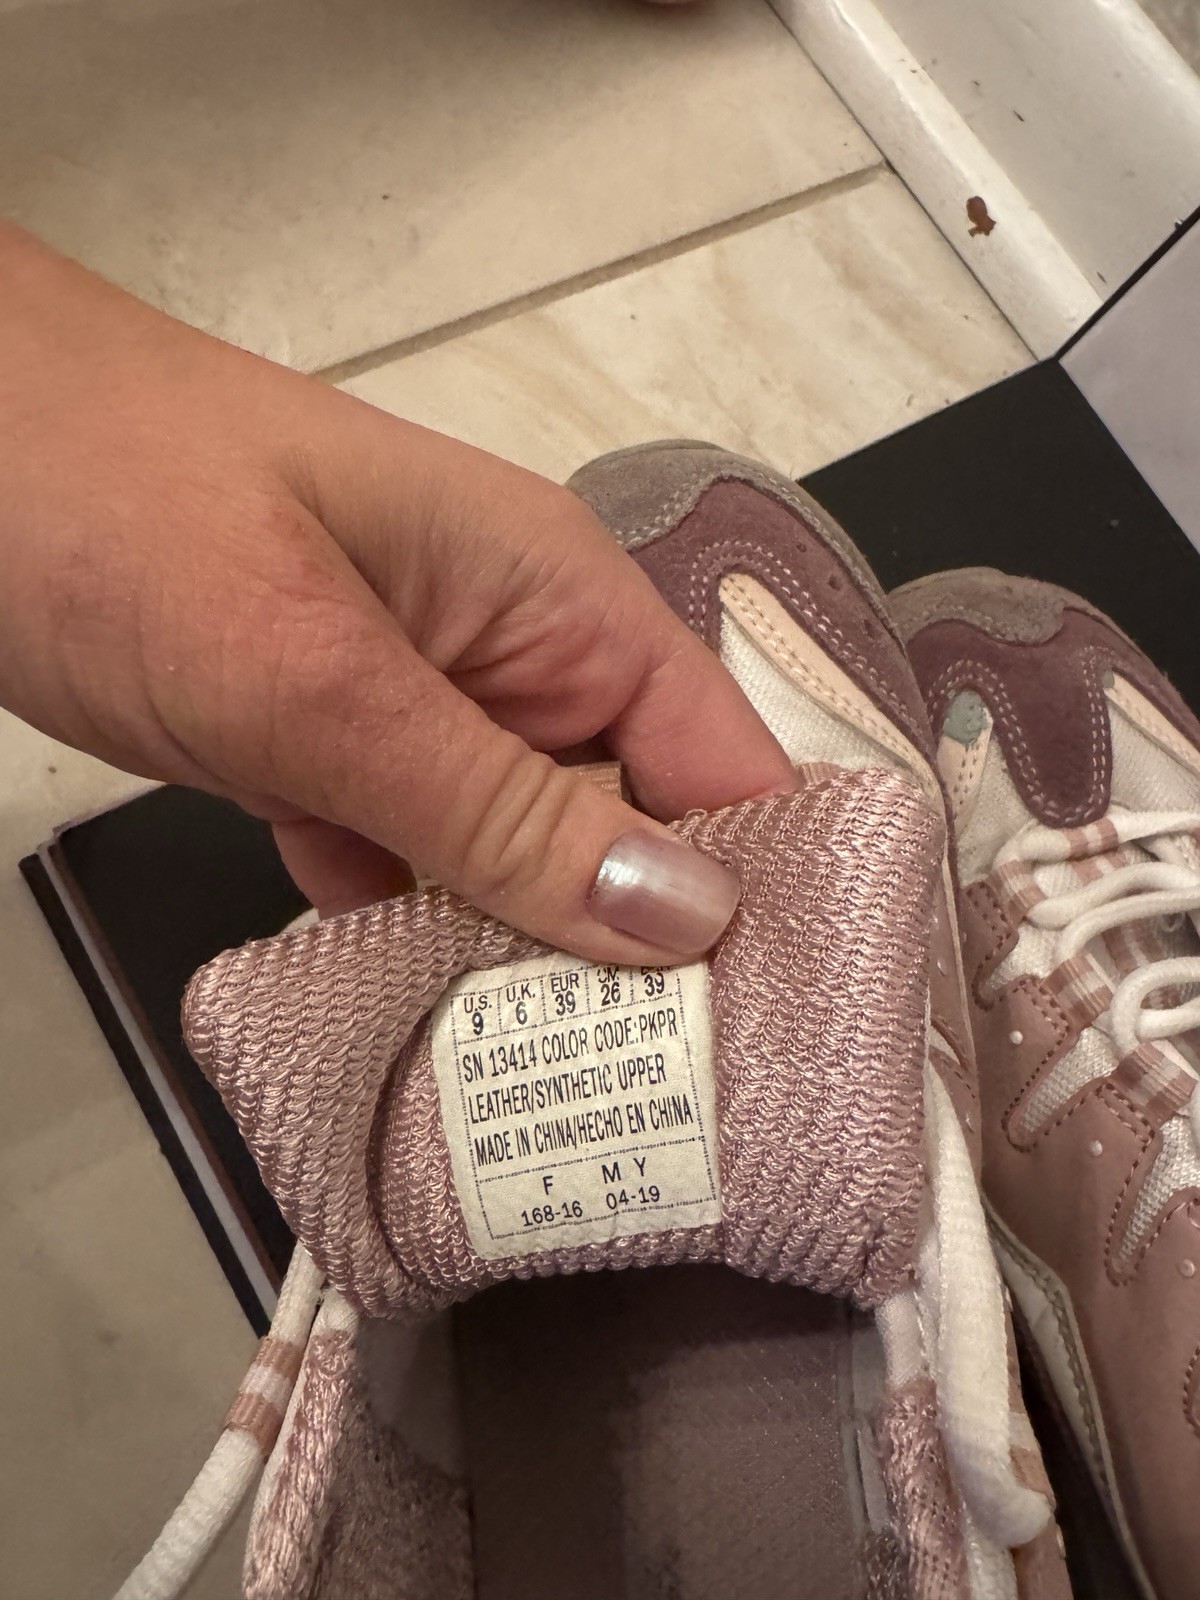 U.S. U.K. EUR CM.
9 6 39 26 39
SN 13414 COLOR CODE:PKPR
LEATHER/SYNTHETIC UPPER
MADE IN CHINA/HECHO EN CHINA
F M Y
168-16 04-19